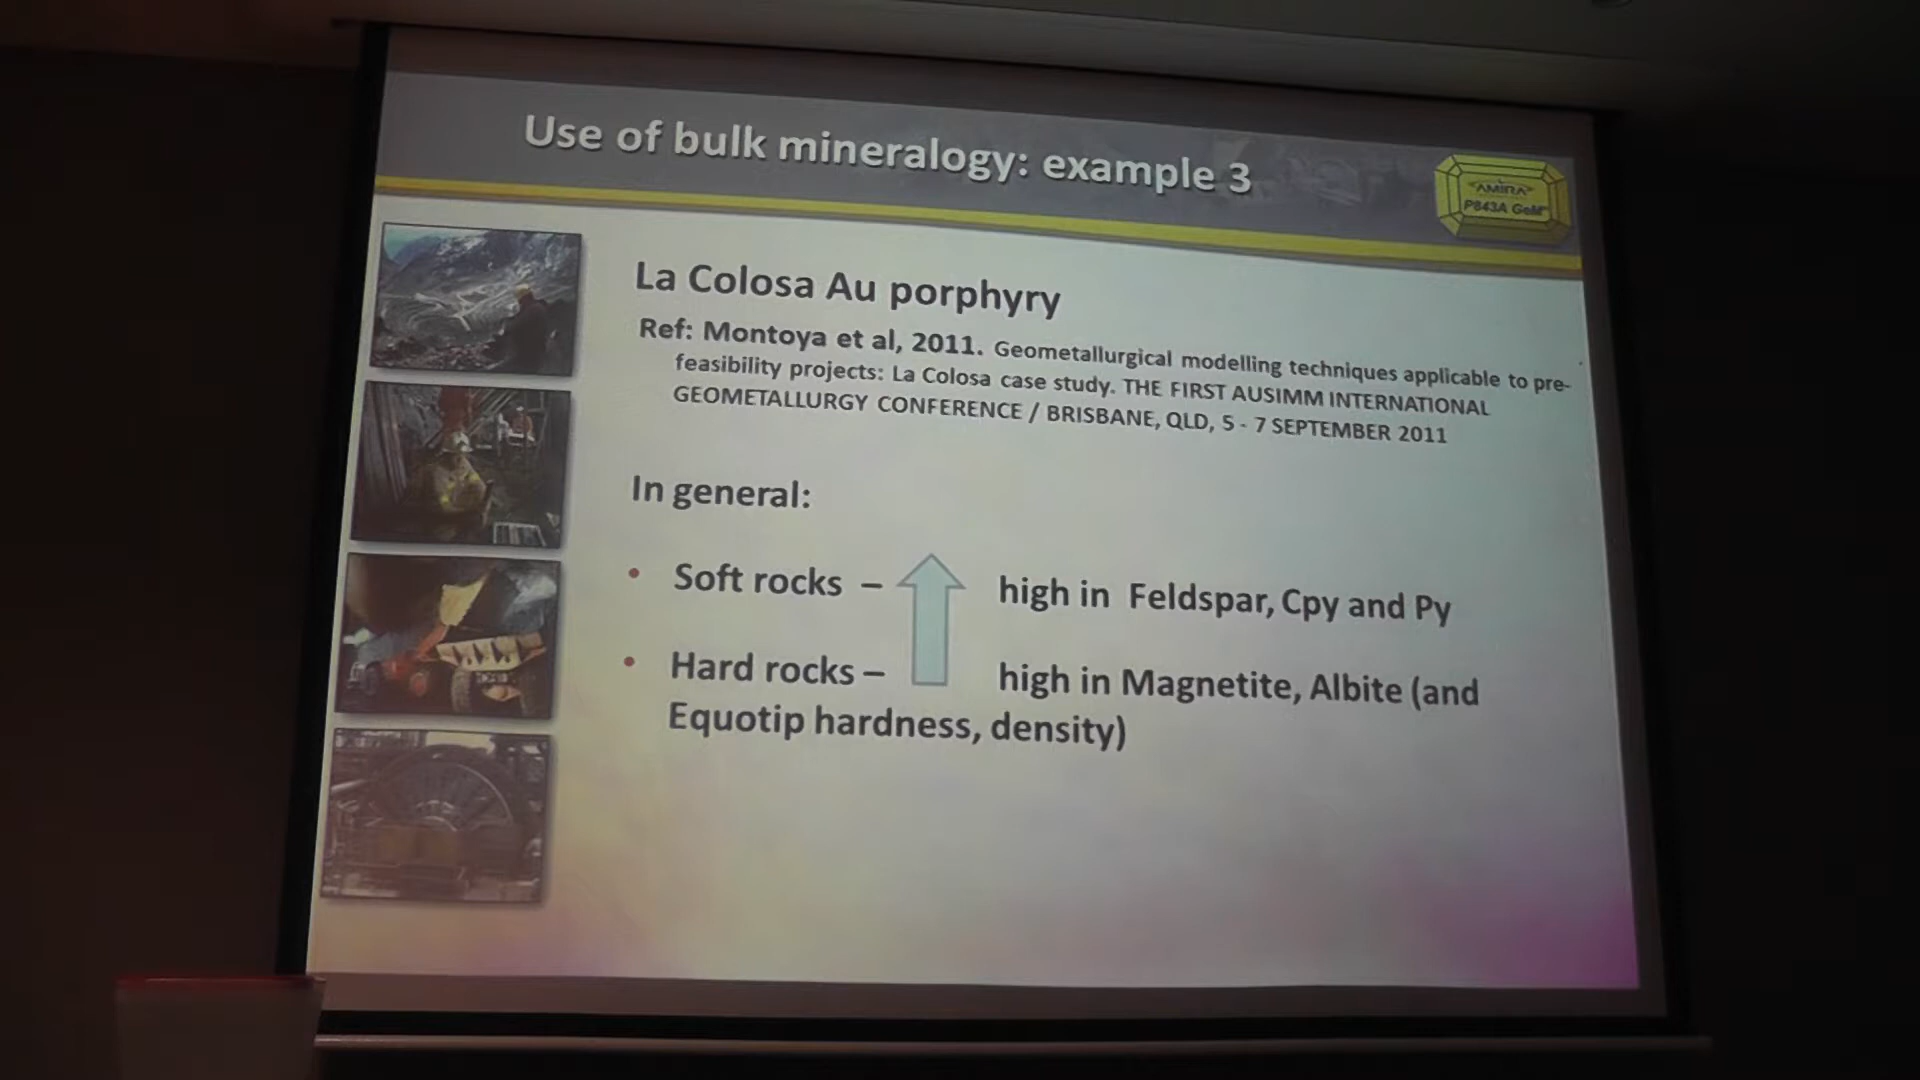 Use of bulk mineralogy: example 3
AMIRA
P843A GeM
La Colosa Au porphyry
Ref: Montoya et al, 2011. Geometallurgical modelling techniques applicable to pre-
feasibility projects: La Colosa case study. THE FIRST AUSIMM INTERNATIONAL
GEOMETALLURGY CONFERENCE / BRISBANE, QLD, 5 - 7 SEPTEMBER 2011
In general:
• Soft rocks – high in Feldspar, Cpy and Py
• Hard rocks – high in Magnetite, Albite (and
Equotip hardness, density)